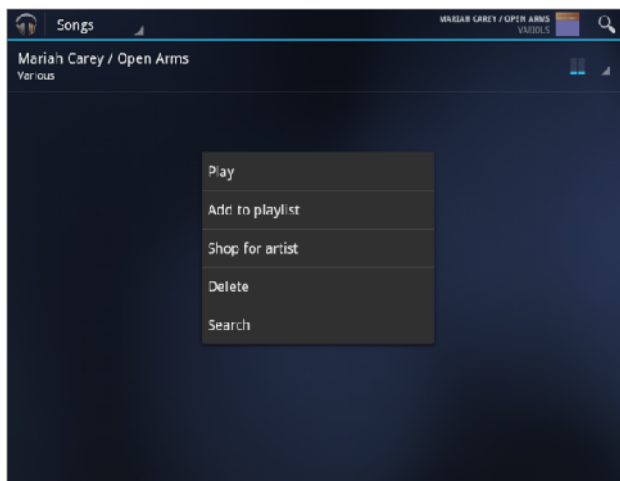 Songs
MARIAH CAREY / OPEN ARMS
VARIOUS
Mariah Carey / Open Arms
Various
Play
Add to playlist
Shop for artist
Delete
Search